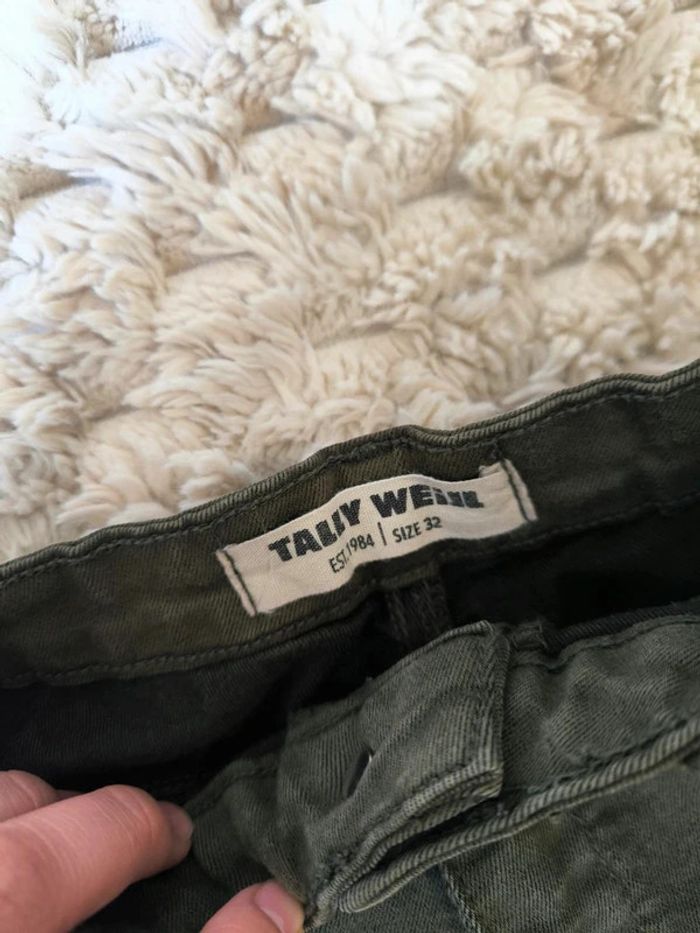 TALLY WEiJL
EST. 1984 | SIZE 32